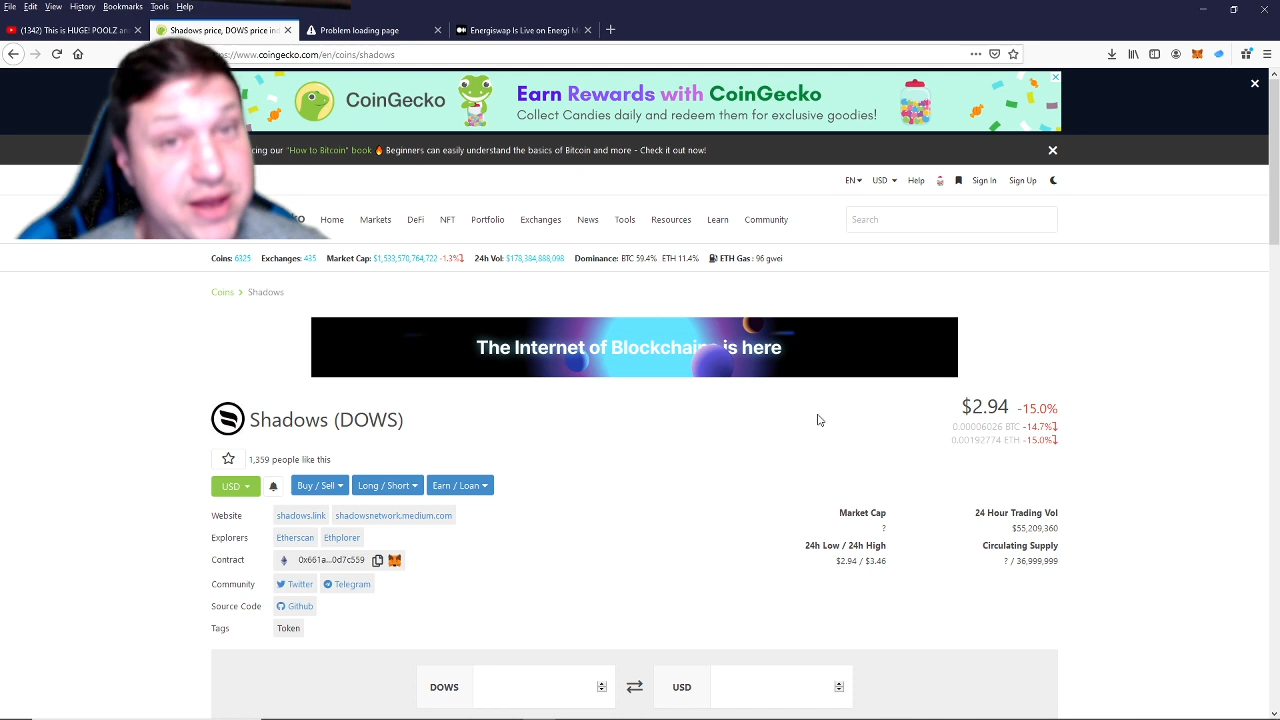 File Edit View History Bookmarks Tools Help
(1342) This is HUGE! POOLZ an
Shadows price, DOWS price ind
Problem loading page
Energiswap Is Live on Energi M
https://www.coingecko.com/en/coins/shadows
CoinGecko
Earn Rewards with CoinGecko
Collect Candies daily and redeem them for exclusive goodies!
cing our "How to Bitcoin" book 🔥 Beginners can easily understand the basics of Bitcoin and more - Check it out now!
EN USD Help Sign In Sign Up
Home Markets DeFi NFT Portfolio Exchanges News Tools Resources Learn Community Search
Coins: 6325 Exchanges: 435 Market Cap: $1,533,570,764,722 -1.3% 24h Vol: $178,384,888,098 Dominance: BTC 59.4% ETH 11.4% ETH Gas: 96 gwei
Coins > Shadows
The Internet of Blockchains is here
Shadows (DOWS)
$2.94 -15.0%
0.00006026 BTC -14.7%
0.00192774 ETH -15.0%
1,359 people like this
USD Buy / Sell Long / Short Earn / Loan
Website shadows.link shadowsnetwork.medium.com
Explorers Etherscan Ethplorer
Contract 0x661a...0d7c559
Community Twitter Telegram
Source Code Github
Tags Token
Market Cap
?
24 Hour Trading Vol
$55,209,360
24h Low / 24h High
$2.94 / $3.46
Circulating Supply
? / 36,999,999
DOWS USD